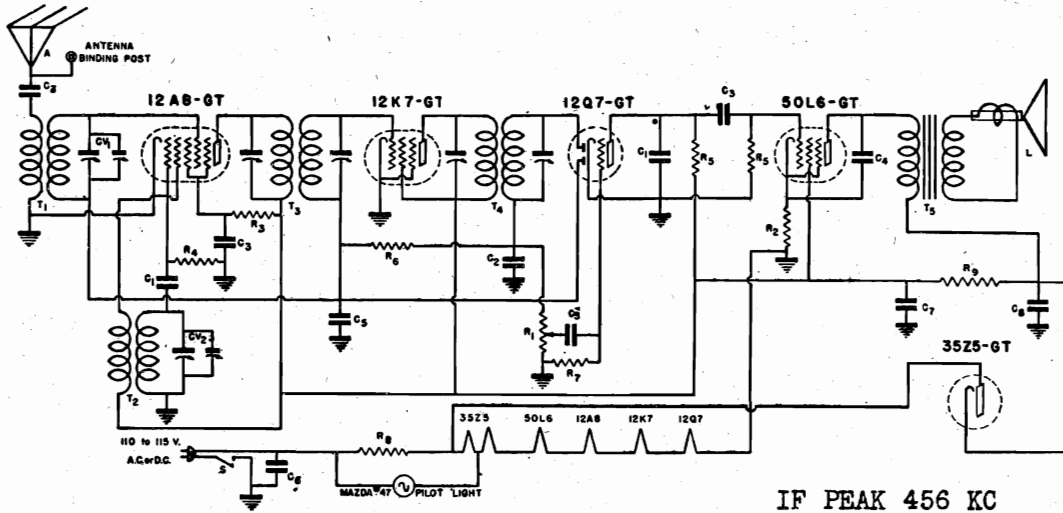 A
ANTENNA
BINDING POST
C2
12A8-GT
12K7-GT
12Q7-GT
C3
50L6-GT
CV1
C1
R5
R5
C4
L
T1
T3
T4
T5
R3
R4
C3
R2
R6
C2
C1
R9
CV2
C5
R1
C3
C7
C8
R7
35Z5-GT
T2
110 to 115 V.
A.C. or D.C.
S
C6
R8
35Z5
50L6
12A8
12K7
12Q7
MAZDA 47
PILOT LIGHT
IF PEAK 456 KC